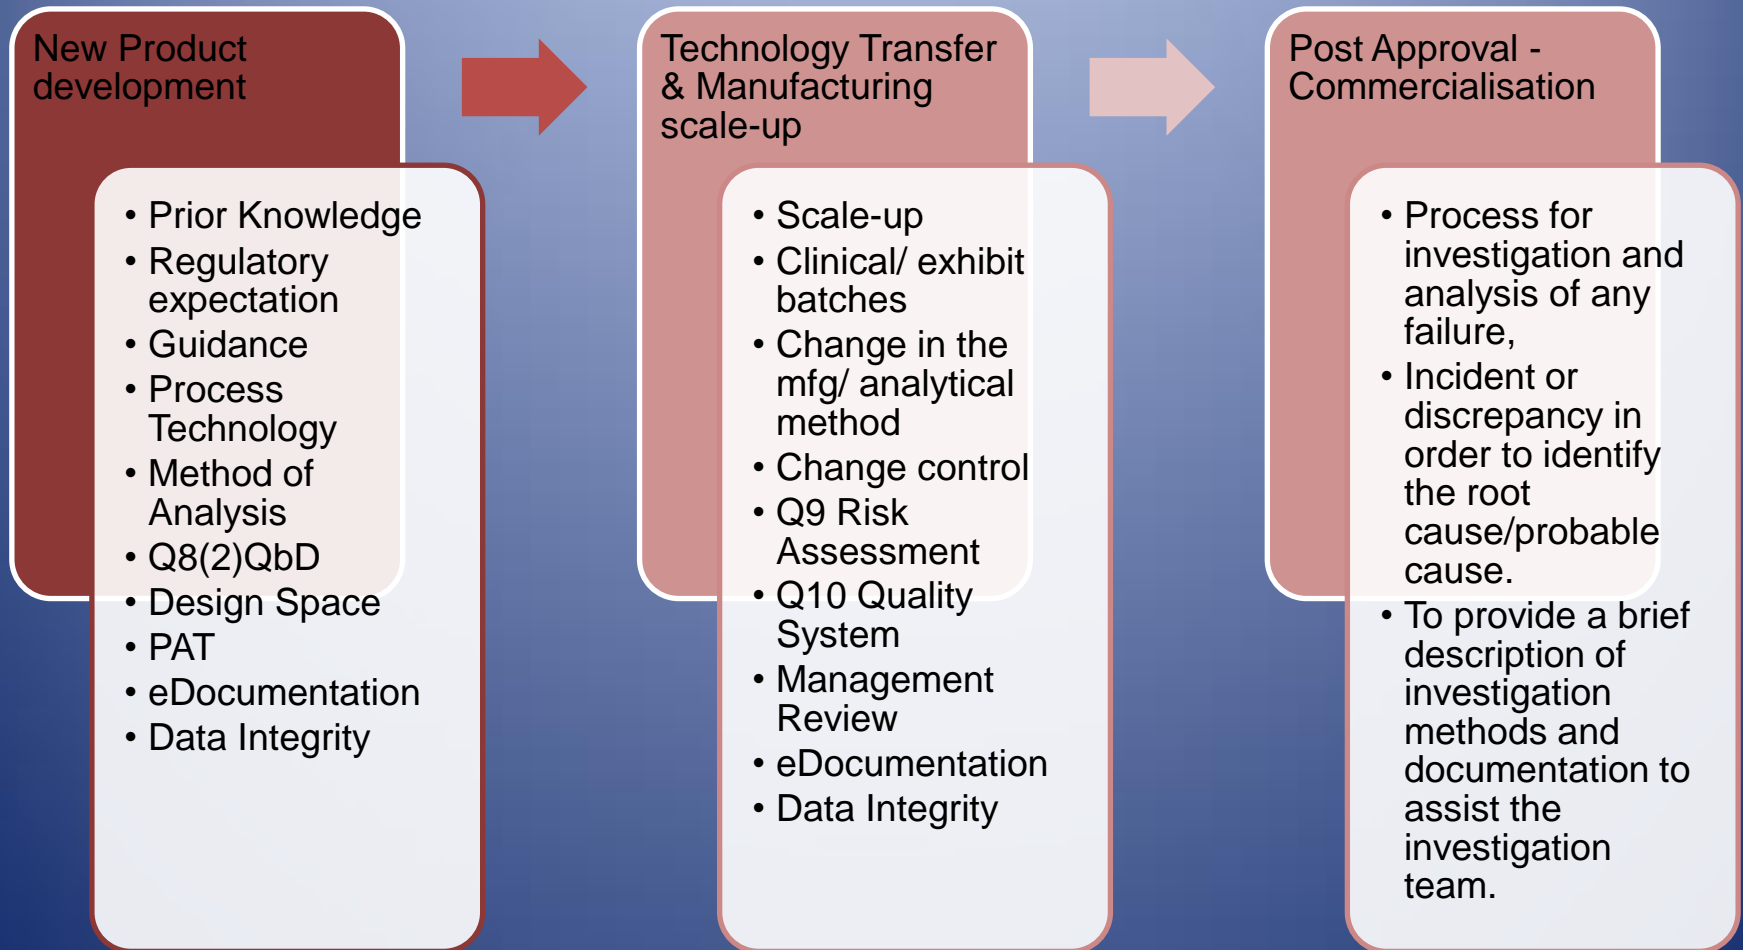 New Product
development
• Prior Knowledge
• Regulatory
expectation
• Guidance
• Process
Technology
• Method of
Analysis
• Q8(2)QbD
• Design Space
• PAT
• eDocumentation
• Data Integrity
Technology Transfer
& Manufacturing
scale-up
• Scale-up
• Clinical/ exhibit
batches
• Change in the
mfg/ analytical
method
• Change control
• Q9 Risk
Assessment
• Q10 Quality
System
• Management
Review
• eDocumentation
• Data Integrity
Post Approval -
Commercialisation
• Process for
investigation and
analysis of any
failure,
• Incident or
discrepancy in
order to identify
the root
cause/probable
cause.
• To provide a brief
description of
investigation
methods and
documentation to
assist the
investigation
team.